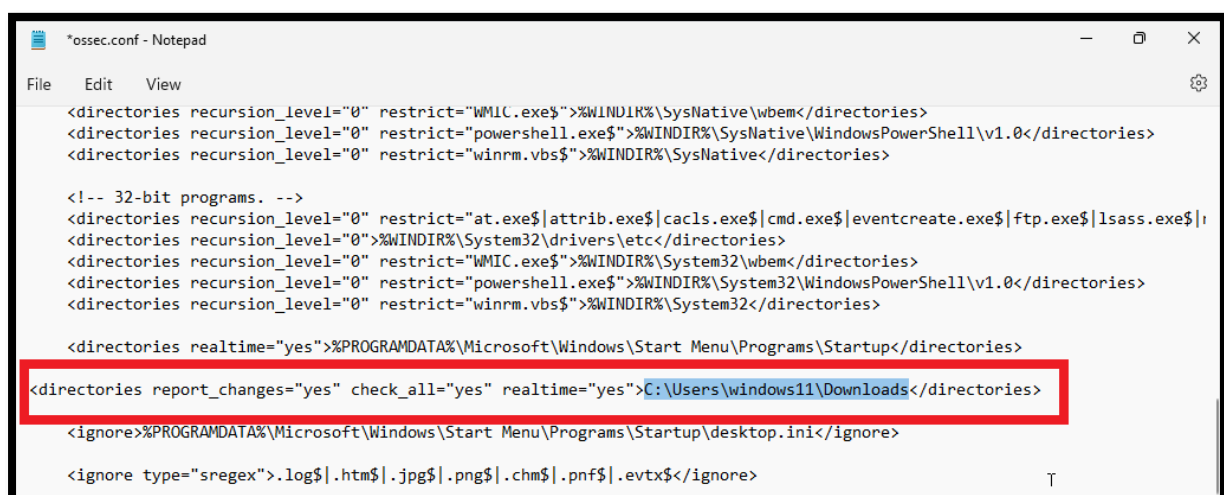 *ossec.conf - Notepad
File Edit View
<directories recursion_level="0" restrict="WMIC.exe$">%WINDIR%\SysNative\wbem</directories>
<directories recursion_level="0" restrict="powershell.exe$">%WINDIR%\SysNative\WindowsPowerShell\v1.0</directories>
<directories recursion_level="0" restrict="winrm.vbs$">%WINDIR%\SysNative</directories>
<!-- 32-bit programs. -->
<directories recursion_level="0" restrict="at.exe$|attrib.exe$|cacls.exe$|cmd.exe$|eventcreate.exe$|ftp.exe$|lsass.exe$|
<directories recursion_level="0">%WINDIR%\System32\drivers\etc</directories>
<directories recursion_level="0" restrict="WMIC.exe$">%WINDIR%\System32\wbem</directories>
<directories recursion_level="0" restrict="powershell.exe$">%WINDIR%\System32\WindowsPowerShell\v1.0</directories>
<directories recursion_level="0" restrict="winrm.vbs$">%WINDIR%\System32</directories>
<directories realtime="yes">%PROGRAMDATA%\Microsoft\Windows\Start Menu\Programs\Startup</directories>
<directories report_changes="yes" check_all="yes" realtime="yes">C:\Users\windows11\Downloads</directories>
<ignore>%PROGRAMDATA%\Microsoft\Windows\Start Menu\Programs\Startup\desktop.ini</ignore>
<ignore type="sregex">.log$|.htm$|.jpg$|.png$|.chm$|.pnf$|.evtx$</ignore>